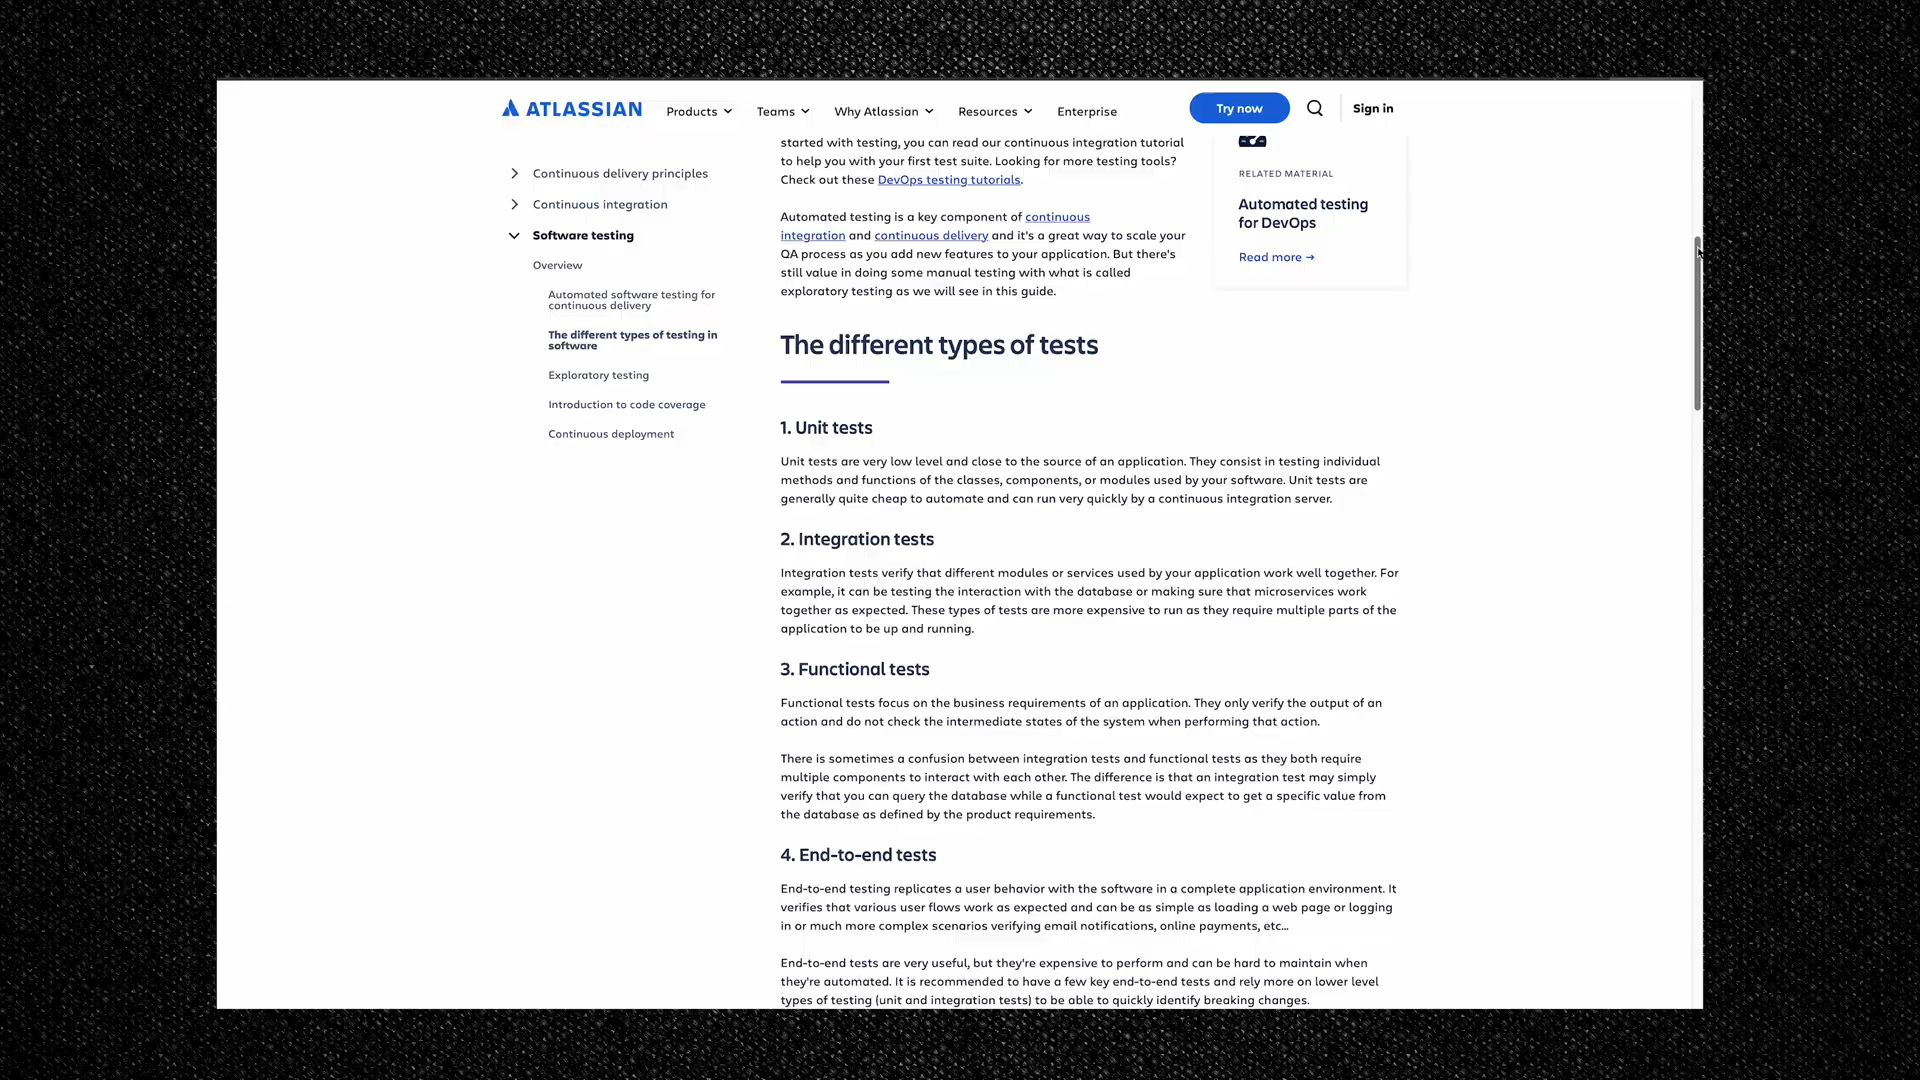 ATLASSIAN
Products
Teams
Why Atlassian
Resources
Enterprise
Try now
Sign in
Continuous delivery principles
Continuous integration
Software testing
Overview
Automated software testing for
continuous delivery
The different types of testing in
software
Exploratory testing
Introduction to code coverage
Continuous deployment
started with testing, you can read our continuous integration tutorial
to help you with your first test suite. Looking for more testing tools?
Check out these DevOps testing tutorials.
Automated testing is a key component of continuous
integration and continuous delivery and it's a great way to scale your
QA process as you add new features to your application. But there's
still value in doing some manual testing with what is called
exploratory testing as we will see in this guide.
RELATED MATERIAL
Automated testing
for DevOps
Read more →
The different types of tests
1. Unit tests
Unit tests are very low level and close to the source of an application. They consist in testing individual
methods and functions of the classes, components, or modules used by your software. Unit tests are
generally quite cheap to automate and can run very quickly by a continuous integration server.
2. Integration tests
Integration tests verify that different modules or services used by your application work well together. For
example, it can be testing the interaction with the database or making sure that microservices work
together as expected. These types of tests are more expensive to run as they require multiple parts of the
application to be up and running.
3. Functional tests
Functional tests focus on the business requirements of an application. They only verify the output of an
action and do not check the intermediate states of the system when performing that action.
There is sometimes a confusion between integration tests and functional tests as they both require
multiple components to interact with each other. The difference is that an integration test may simply
verify that you can query the database while a functional test would expect to get a specific value from
the database as defined by the product requirements.
4. End-to-end tests
End-to-end testing replicates a user behavior with the software in a complete application environment. It
verifies that various user flows work as expected and can be as simple as loading a web page or logging
in or much more complex scenarios verifying email notifications, online payments, etc...
End-to-end tests are very useful, but they're expensive to perform and can be hard to maintain when
they're automated. It is recommended to have a few key end-to-end tests and rely more on lower level
types of testing (unit and integration tests) to be able to quickly identify breaking changes.